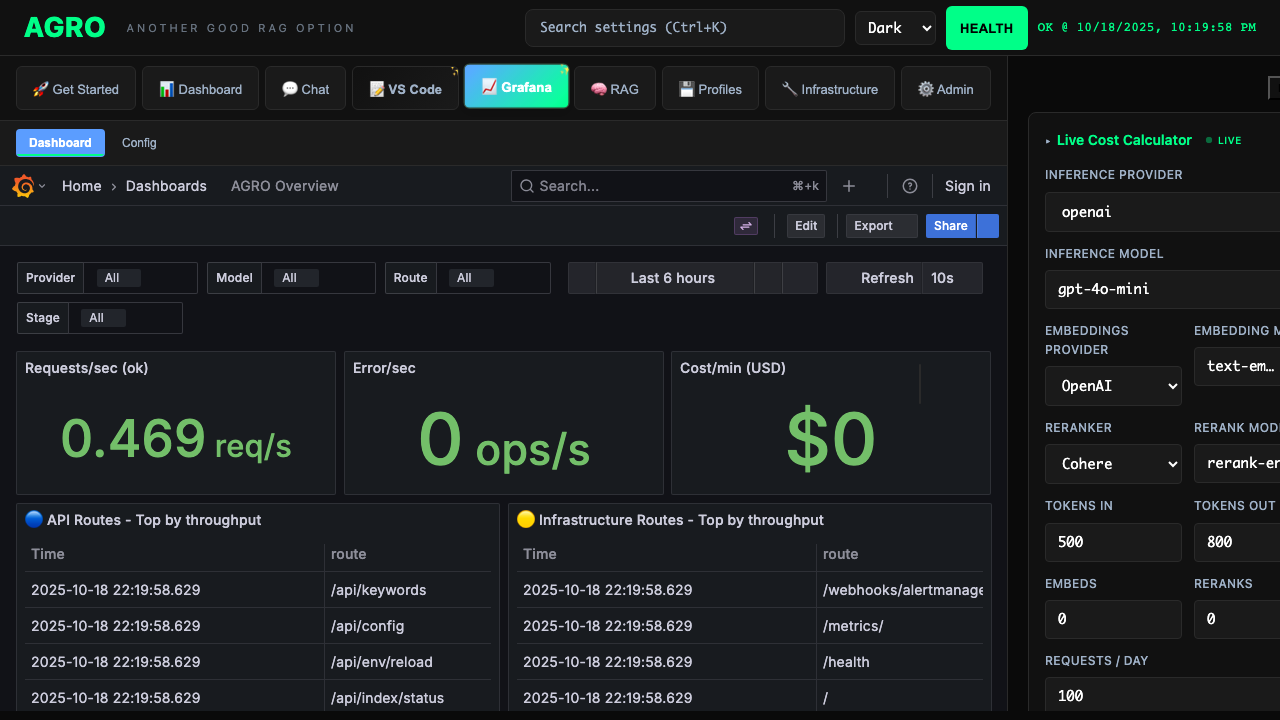 AGRO ANOTHER GOOD RAG OPTION Search settings (Ctrl+K) Dark HEALTH OK @ 10/18/2025, 10:19:58 PM
Get Started Dashboard Chat VS Code Grafana RAG Profiles Infrastructure Admin
Dashboard Config
Home › Dashboards AGRO Overview Search... ⌘+k Sign in
Edit Export Share
Provider All Model All Route All Last 6 hours Refresh 10s
Stage All
Requests/sec (ok) Error/sec Cost/min (USD)
0.469 req/s 0 ops/s $0
API Routes - Top by throughput
Time route
2025-10-18 22:19:58.629 /api/keywords
2025-10-18 22:19:58.629 /api/config
2025-10-18 22:19:58.629 /api/env/reload
2025-10-18 22:19:58.629 /api/index/status
Infrastructure Routes - Top by throughput
Time route
2025-10-18 22:19:58.629 /webhooks/alertmanage
2025-10-18 22:19:58.629 /metrics/
2025-10-18 22:19:58.629 /health
2025-10-18 22:19:58.629 /
Live Cost Calculator LIVE
INFERENCE PROVIDER
openai
INFERENCE MODEL
gpt-4o-mini
EMBEDDINGS PROVIDER
OpenAI
EMBEDDING M
text-em…
RERANKER RERANK MOD
Cohere rerank-en
TOKENS IN TOKENS OUT
500 800
EMBEDS RERANKS
0 0
REQUESTS / DAY
100